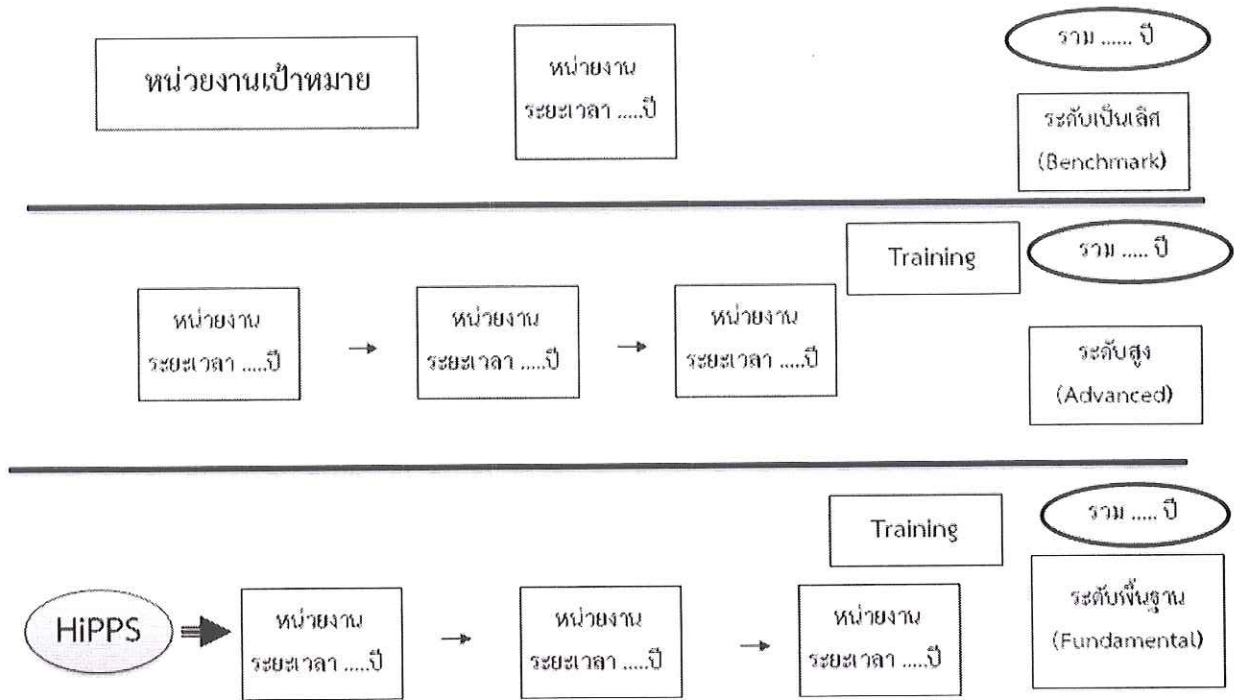 หน่วยงานเป้าหมาย
หน่วยงาน
ระยะเวลา .....ปี
รวม ...... ปี
ระดับเป็นเลิศ
(Benchmark)
Training
รวม ..... ปี
หน่วยงาน
ระยะเวลา .....ปี
หน่วยงาน
ระยะเวลา .....ปี
หน่วยงาน
ระยะเวลา .....ปี
ระดับสูง
(Advanced)
Training
รวม ..... ปี
HiPPS
หน่วยงาน
ระยะเวลา .....ปี
หน่วยงาน
ระยะเวลา .....ปี
หน่วยงาน
ระยะเวลา .....ปี
ระดับพื้นฐาน
(Fundamental)